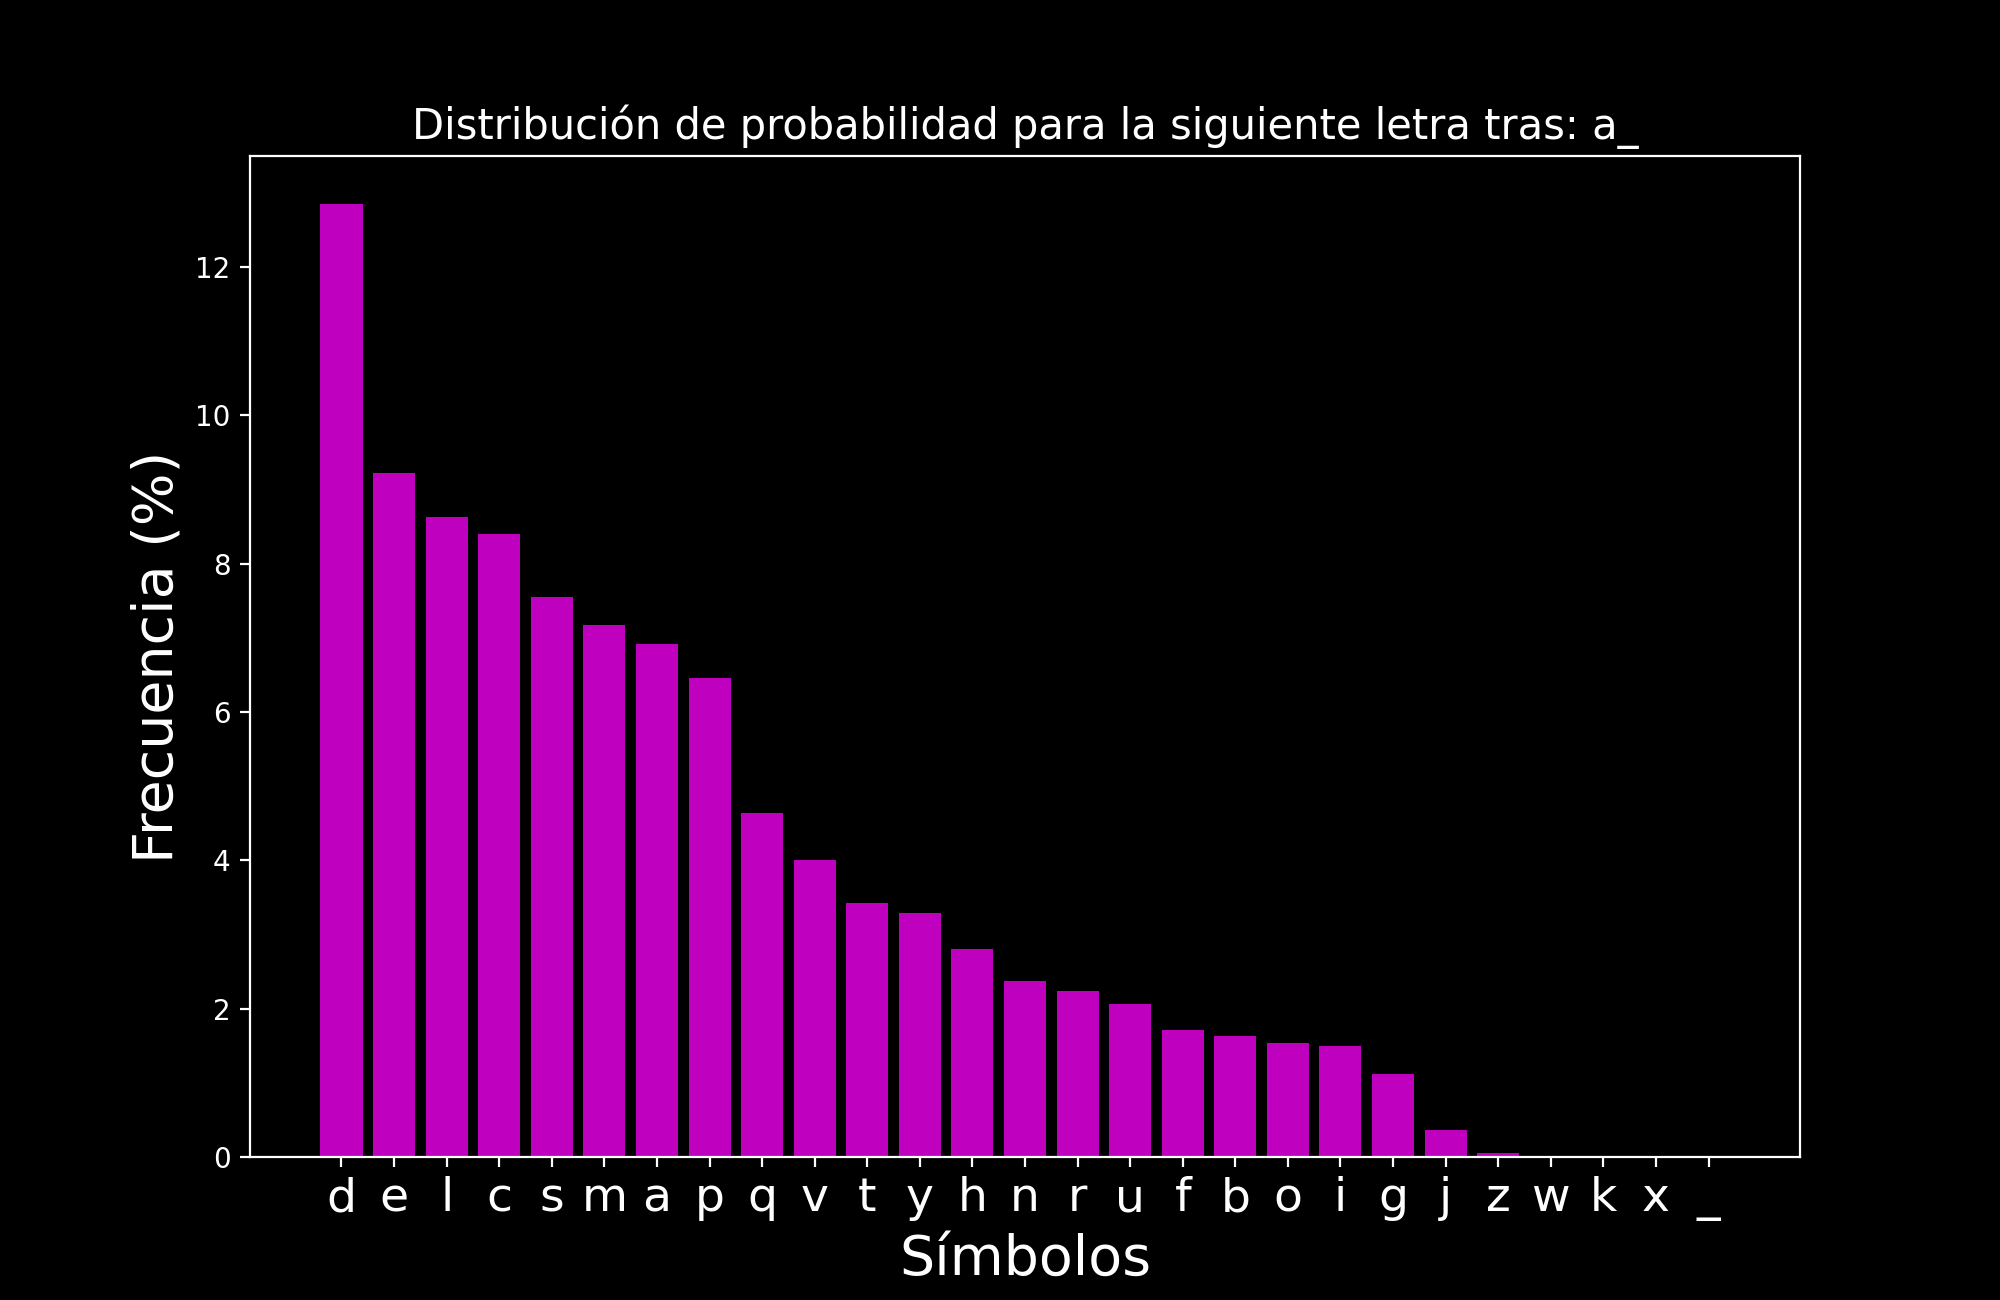 Distribución de probabilidad para la siguiente letra tras: a_
12
10
8
6
4
2
0
Frecuencia (%)
d e l c s m a p q v t y h n r u f b o i g j z w k x _
Símbolos